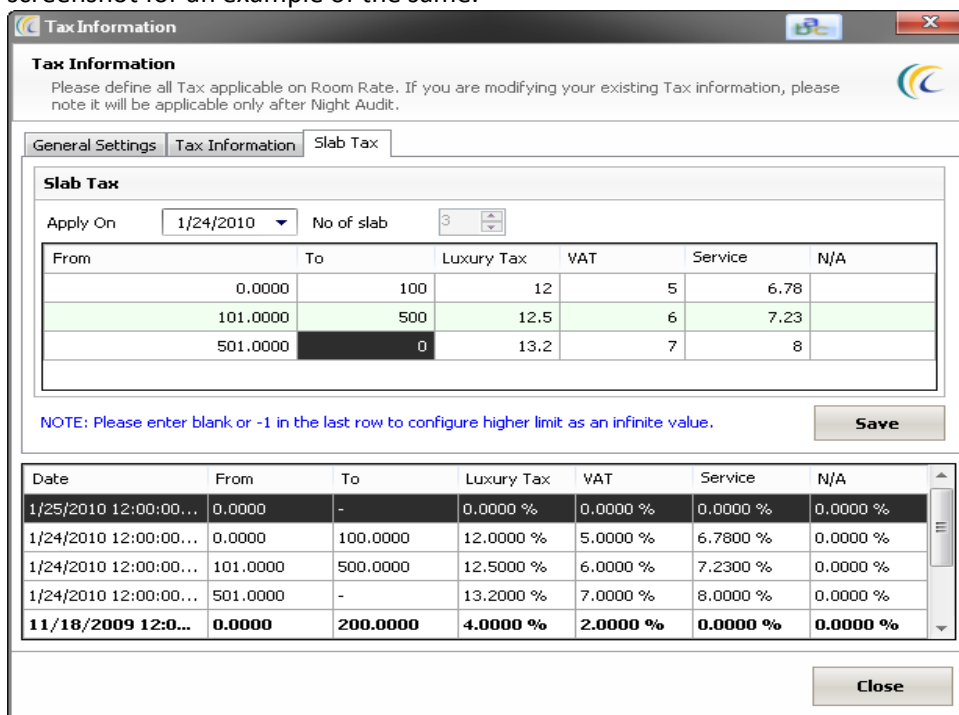 screenshot for an example of the same.
Tax Information
Tax Information
Please define all Tax applicable on Room Rate. If you are modifying your existing Tax information, please
note it will be applicable only after Night Audit.
General Settings Tax Information Slab Tax
Slab Tax
Apply On 1/24/2010 No of slab 3
From To Luxury Tax VAT Service N/A
0.0000 100 12 5 6.78
101.0000 500 12.5 6 7.23
501.0000 0 13.2 7 8
NOTE: Please enter blank or -1 in the last row to configure higher limit as an infinite value. Save
Date From To Luxury Tax VAT Service N/A
1/25/2010 12:00:00... 0.0000 - 0.0000 % 0.0000 % 0.0000 % 0.0000 %
1/24/2010 12:00:00... 0.0000 100.0000 12.0000 % 5.0000 % 6.7800 % 0.0000 %
1/24/2010 12:00:00... 101.0000 500.0000 12.5000 % 6.0000 % 7.2300 % 0.0000 %
1/24/2010 12:00:00... 501.0000 - 13.2000 % 7.0000 % 8.0000 % 0.0000 %
11/18/2009 12:0... 0.0000 200.0000 4.0000 % 2.0000 % 0.0000 % 0.0000 %
Close